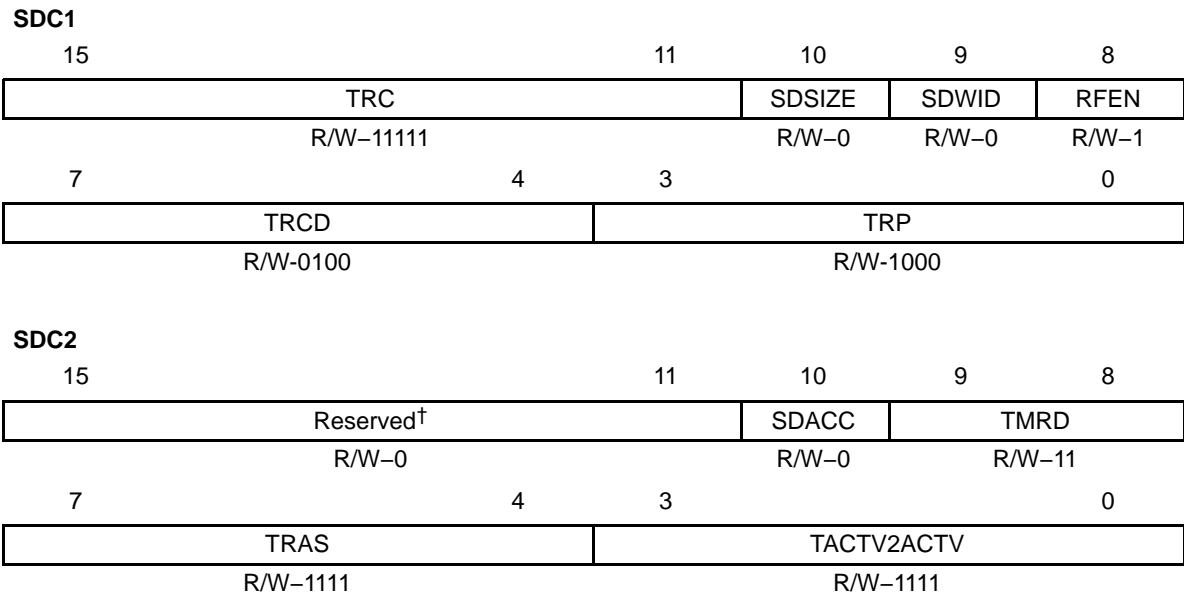 SDC1
15 11 10 9 8
TRC SDSIZE SDWID RFEN
R/W−11111 R/W−0 R/W−0 R/W−1
7 4 3 0
TRCD TRP
R/W-0100 R/W-1000
SDC2
15 11 10 9 8
Reserved† SDACC TMRD
R/W−0 R/W−0 R/W−11
7 4 3 0
TRAS TACTV2ACTV
R/W−1111 R/W−1111